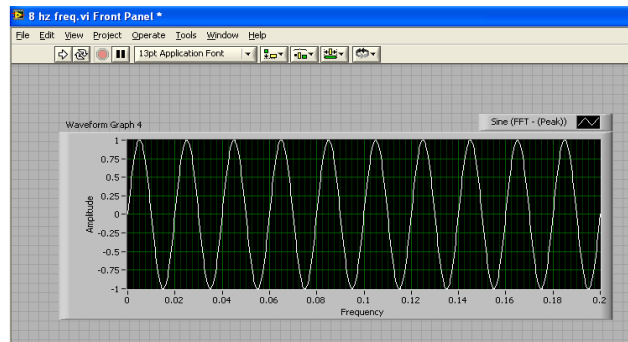 8 hz freq.vi Front Panel *
File Edit View Project Operate Tools Window Help
13pt Application Font
Waveform Graph 4
Sine (FFT - (Peak))
1
0.75
0.5
0.25
0
-0.25
-0.5
-0.75
-1
Amplitude
0 0.02 0.04 0.06 0.08 0.1 0.12 0.14 0.16 0.18 0.2
Frequency